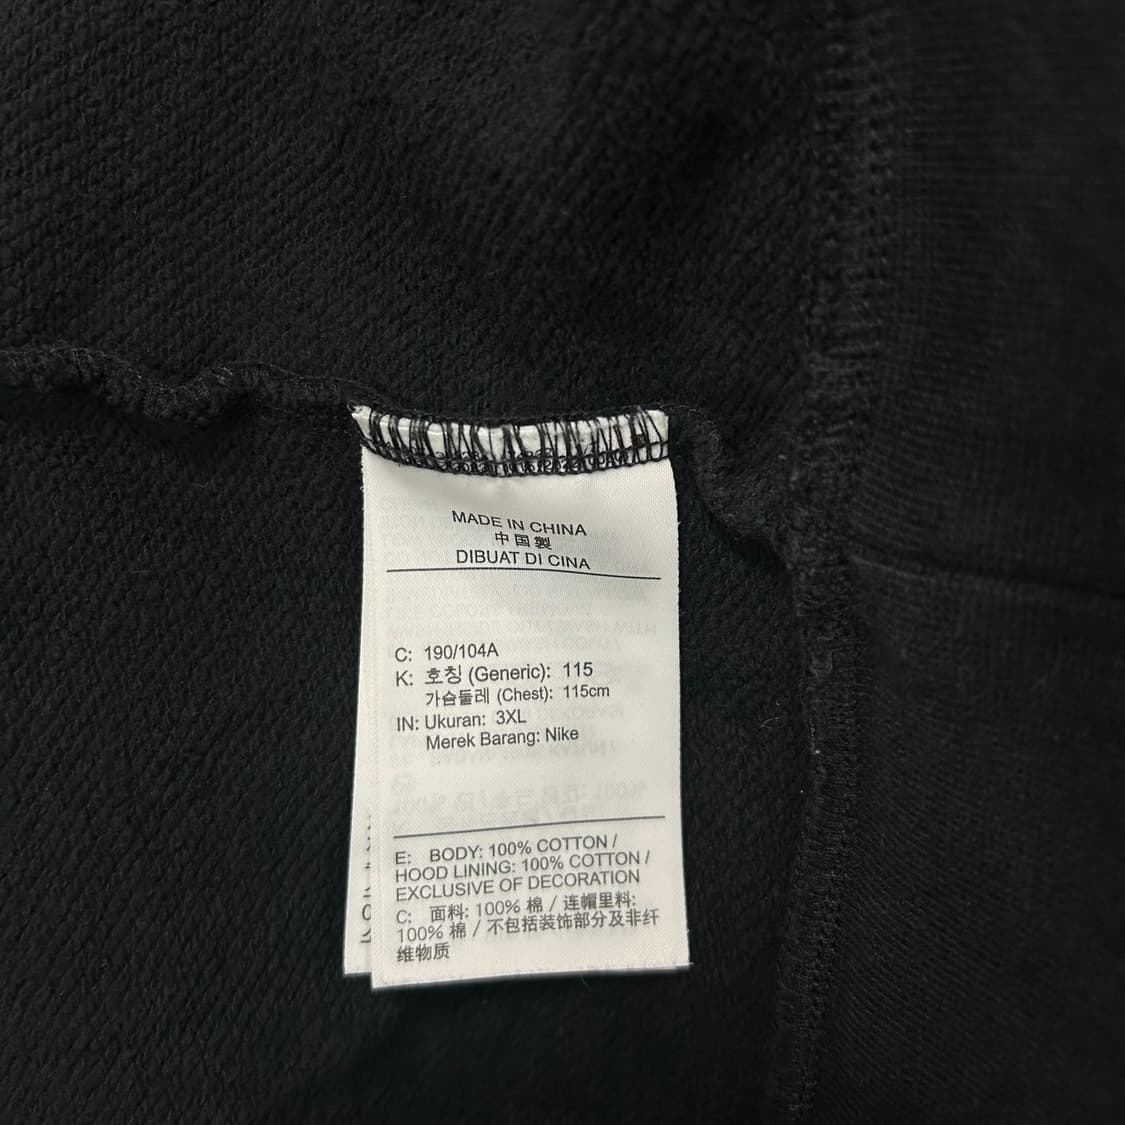 MADE IN CHINA
中国製
DIBUAT DI CINA
C: 190/104A
K: 호칭 (Generic): 115
가슴둘레 (Chest): 115cm
IN: Ukuran: 3XL
Merek Barang: Nike
E: BODY: 100% COTTON /
HOOD LINING: 100% COTTON /
EXCLUSIVE OF DECORATION
C: 面料: 100% 棉 / 连帽里料:
100% 棉 / 不包括装饰部分及非纤
维物质